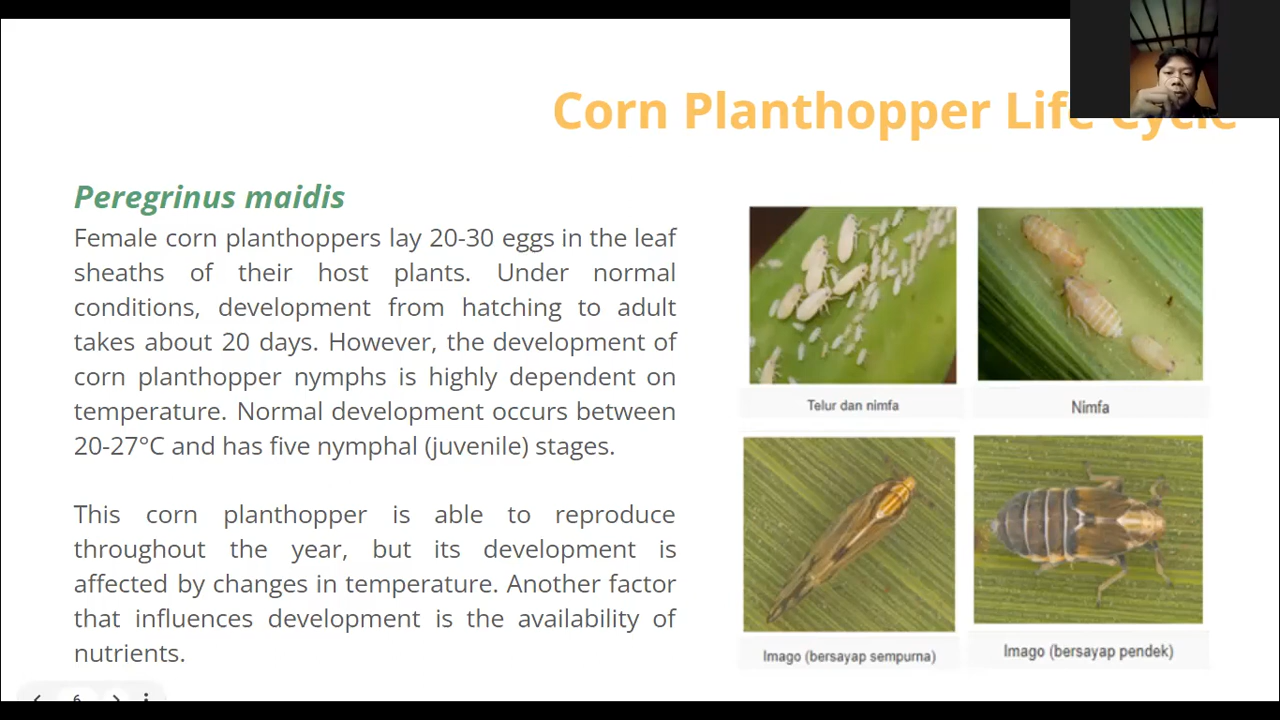 Corn Planthopper Life Cycle
Peregrinus maidis
Female corn planthoppers lay 20-30 eggs in the leaf
sheaths of their host plants. Under normal
conditions, development from hatching to adult
takes about 20 days. However, the development of
corn planthopper nymphs is highly dependent on
temperature. Normal development occurs between
20-27°C and has five nymphal (juvenile) stages.
This corn planthopper is able to reproduce
throughout the year, but its development is
affected by changes in temperature. Another factor
that influences development is the availability of
nutrients.
Telur dan nimfa
Nimfa
Imago (bersayap sempurna)
Imago (bersayap pendek)
6